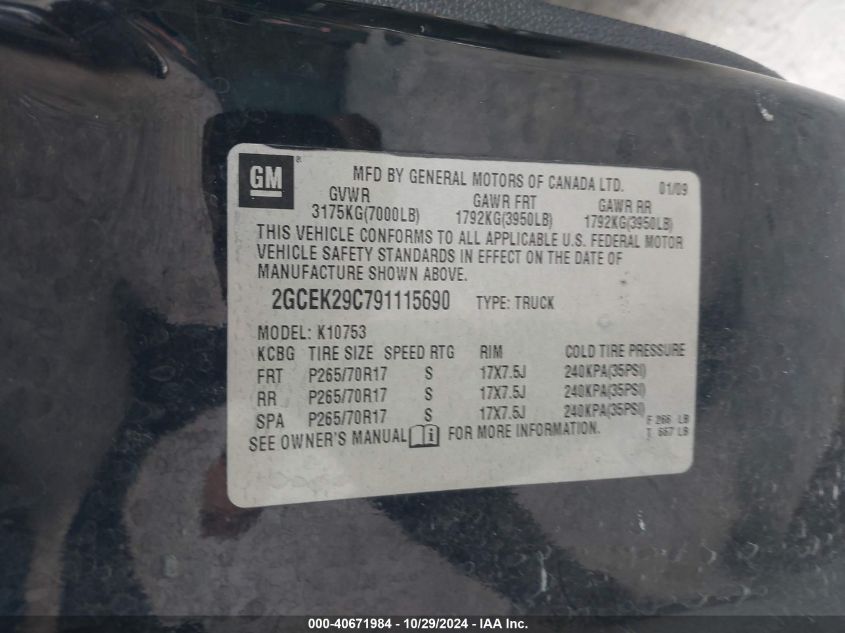 GM ®
MFD BY GENERAL MOTORS OF CANADA LTD. 01/09
GVWR GAWR FRT GAWR RR
3175KG(7000LB) 1792KG(3950LB) 1792KG(3950LB)
THIS VEHICLE CONFORMS TO ALL APPLICABLE U.S. FEDERAL MOTOR
VEHICLE SAFETY STANDARDS IN EFFECT ON THE DATE OF
MANUFACTURE SHOWN ABOVE.
2GCEK29C791115690 TYPE: TRUCK
MODEL: K10753
KCBG TIRE SIZE SPEED RTG RIM COLD TIRE PRESSURE
FRT P265/70R17 S 17X7.5J 240KPA(35PSI)
RR P265/70R17 S 17X7.5J 240KPA(35PSI)
SPA P265/70R17 S 17X7.5J 240KPA(35PSI)
F 266 LB
SEE OWNER'S MANUAL i FOR MORE INFORMATION.
T 667 LB
000-40671984 - 10/29/2024 - IAA Inc.